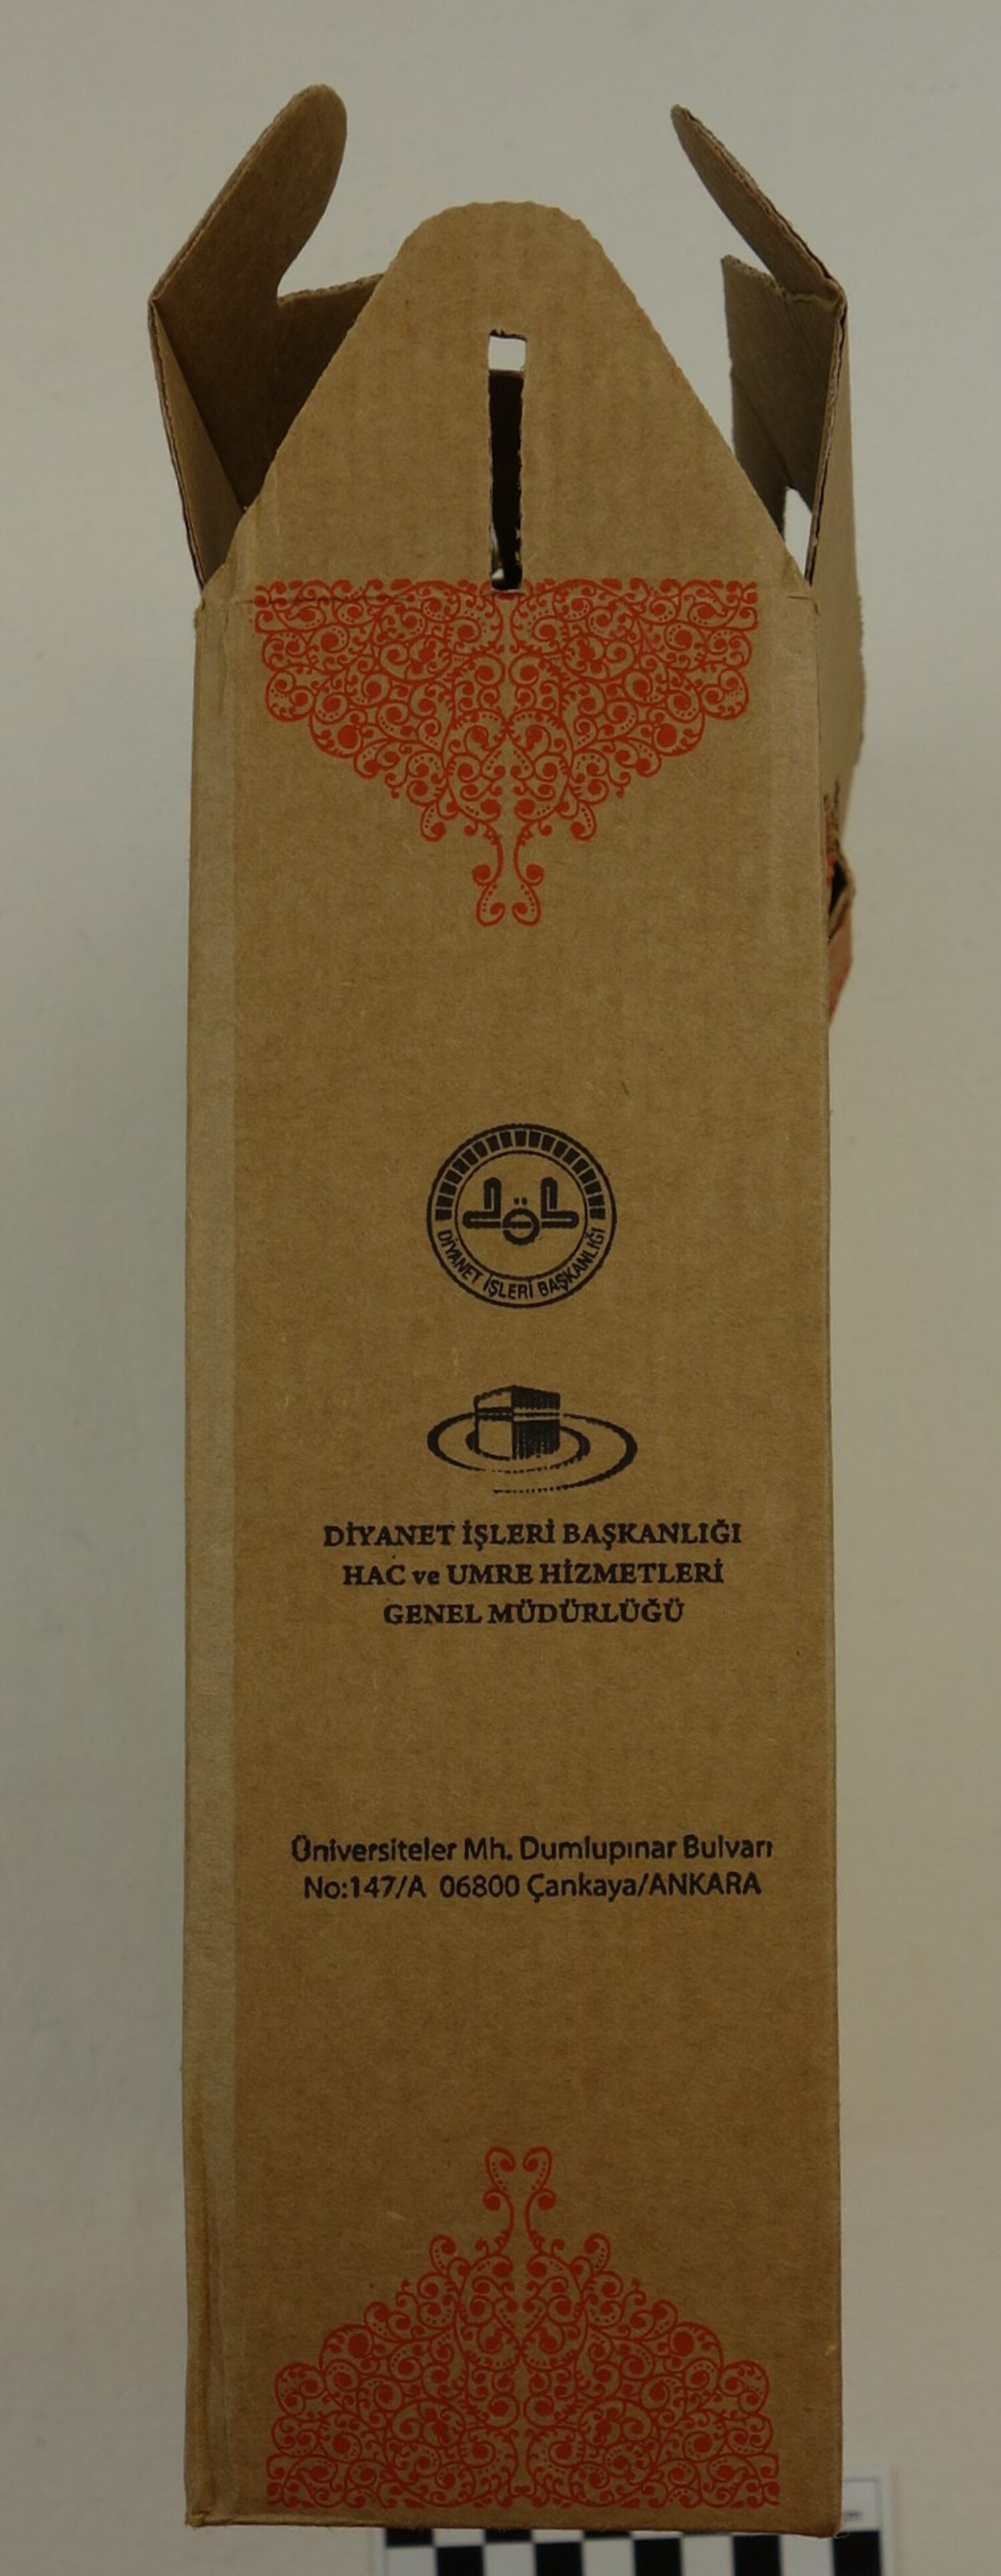 DİYANET İŞLERİ BAŞKANLIĞI
DİYANET İŞLERİ BAŞKANLIĞI
HAC ve UMRE HİZMETLERİ
GENEL MÜDÜRLÜĞÜ
Üniversiteler Mh. Dumlupınar Bulvarı
No:147/A 06800 Çankaya/ANKARA